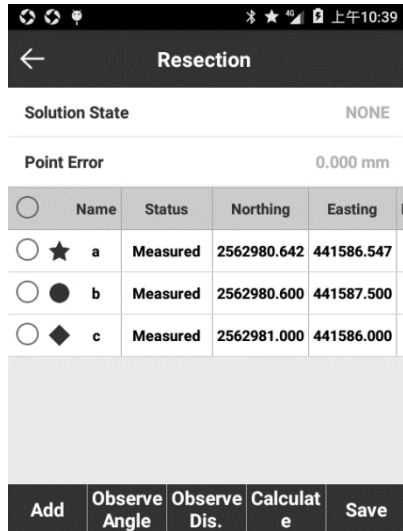 4G 上午10:39
Resection
Solution State NONE
Point Error 0.000 mm
Name Status Northing Easting
a Measured 2562980.642 441586.547
b Measured 2562980.600 441587.500
c Measured 2562981.000 441586.000
Add Observe Angle Observe Dis. Calculate Save